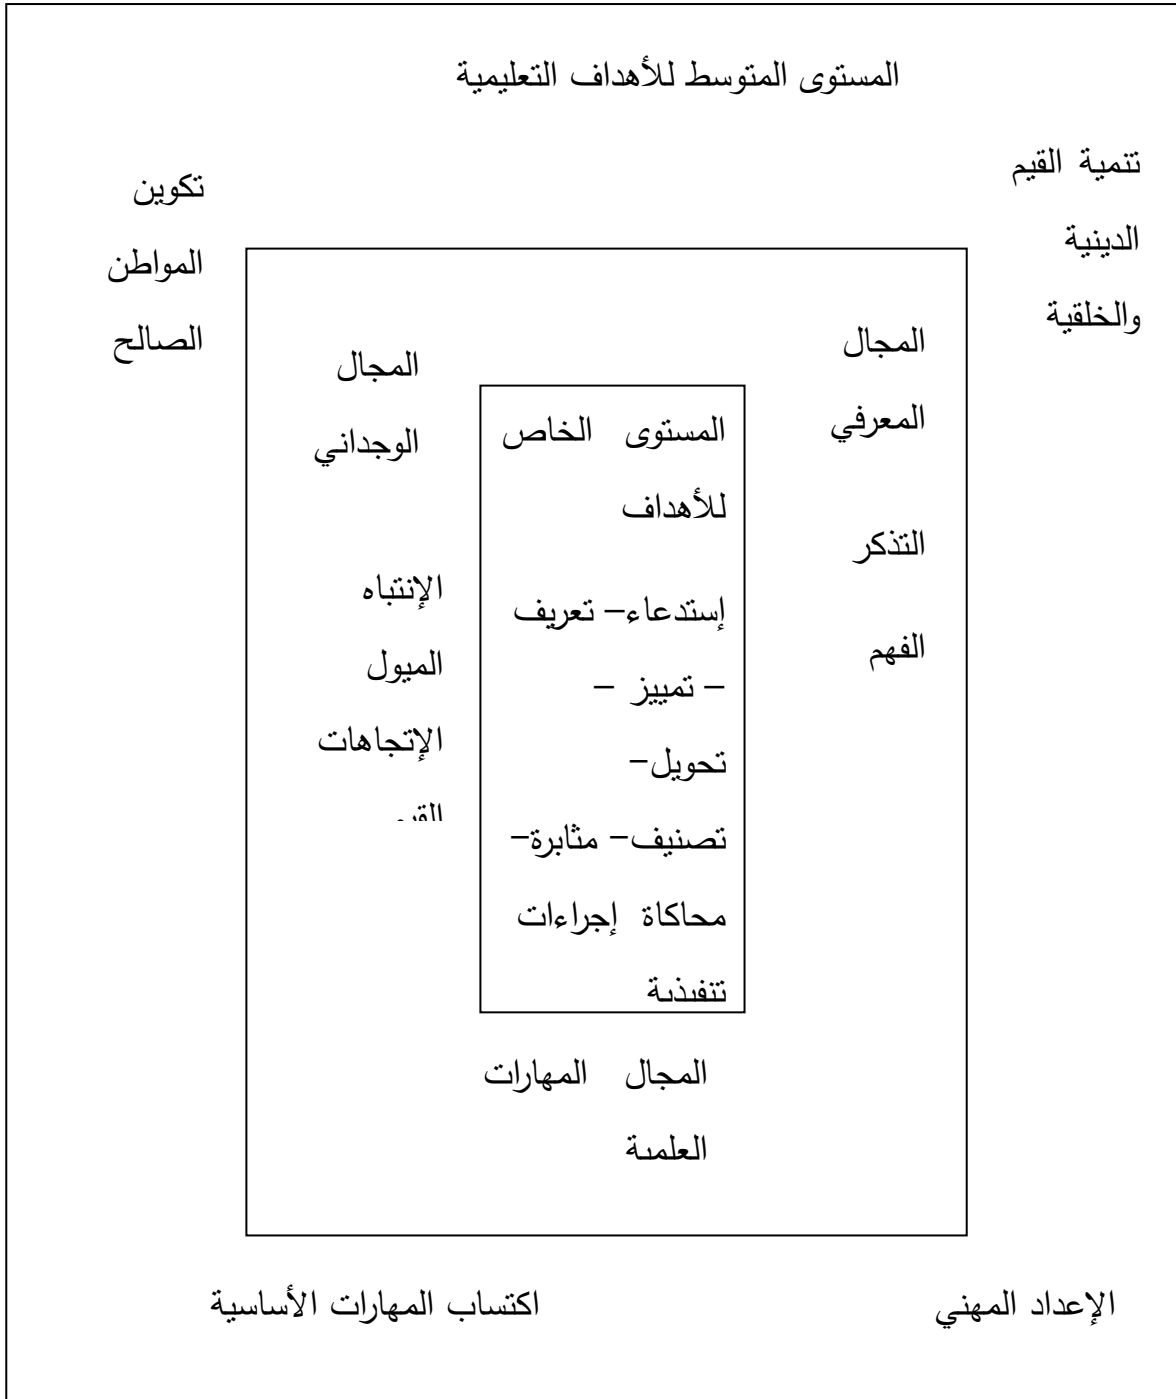 المستوى المتوسط للأهداف التعليمية
تنمية القيم
الدينية
والخلقية
تكوين
المواطن
الصالح
المجال
المعرفي
التذكر
الفهم
المستوى الخاص
للأهداف
إستدعاء– تعريف
– تمييز –
تحويل–
تصنيف– مثابرة–
محاكاة إجراءات
تنفيذية
المجال
الوجداني
الإنتباه
الميول
الإتجاهات
المجال المهارات
العلمية
الإعداد المهني
اكتساب المهارات الأساسية